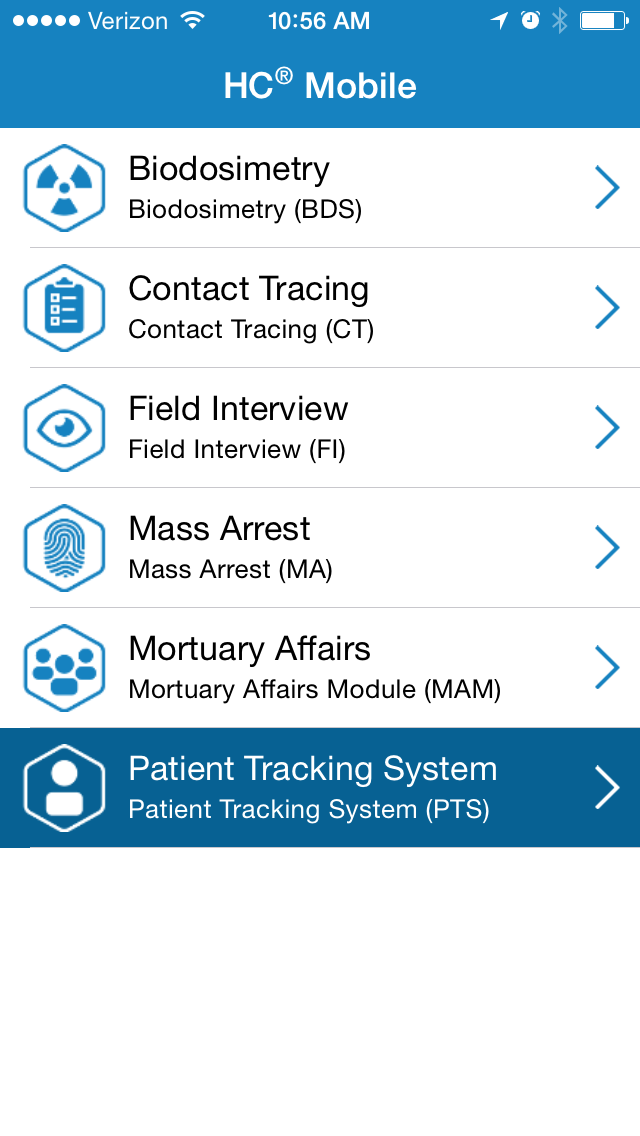 Verizon 10:56 AM
HC® Mobile
Biodosimetry
Biodosimetry (BDS)
Contact Tracing
Contact Tracing (CT)
Field Interview
Field Interview (FI)
Mass Arrest
Mass Arrest (MA)
Mortuary Affairs
Mortuary Affairs Module (MAM)
Patient Tracking System
Patient Tracking System (PTS)